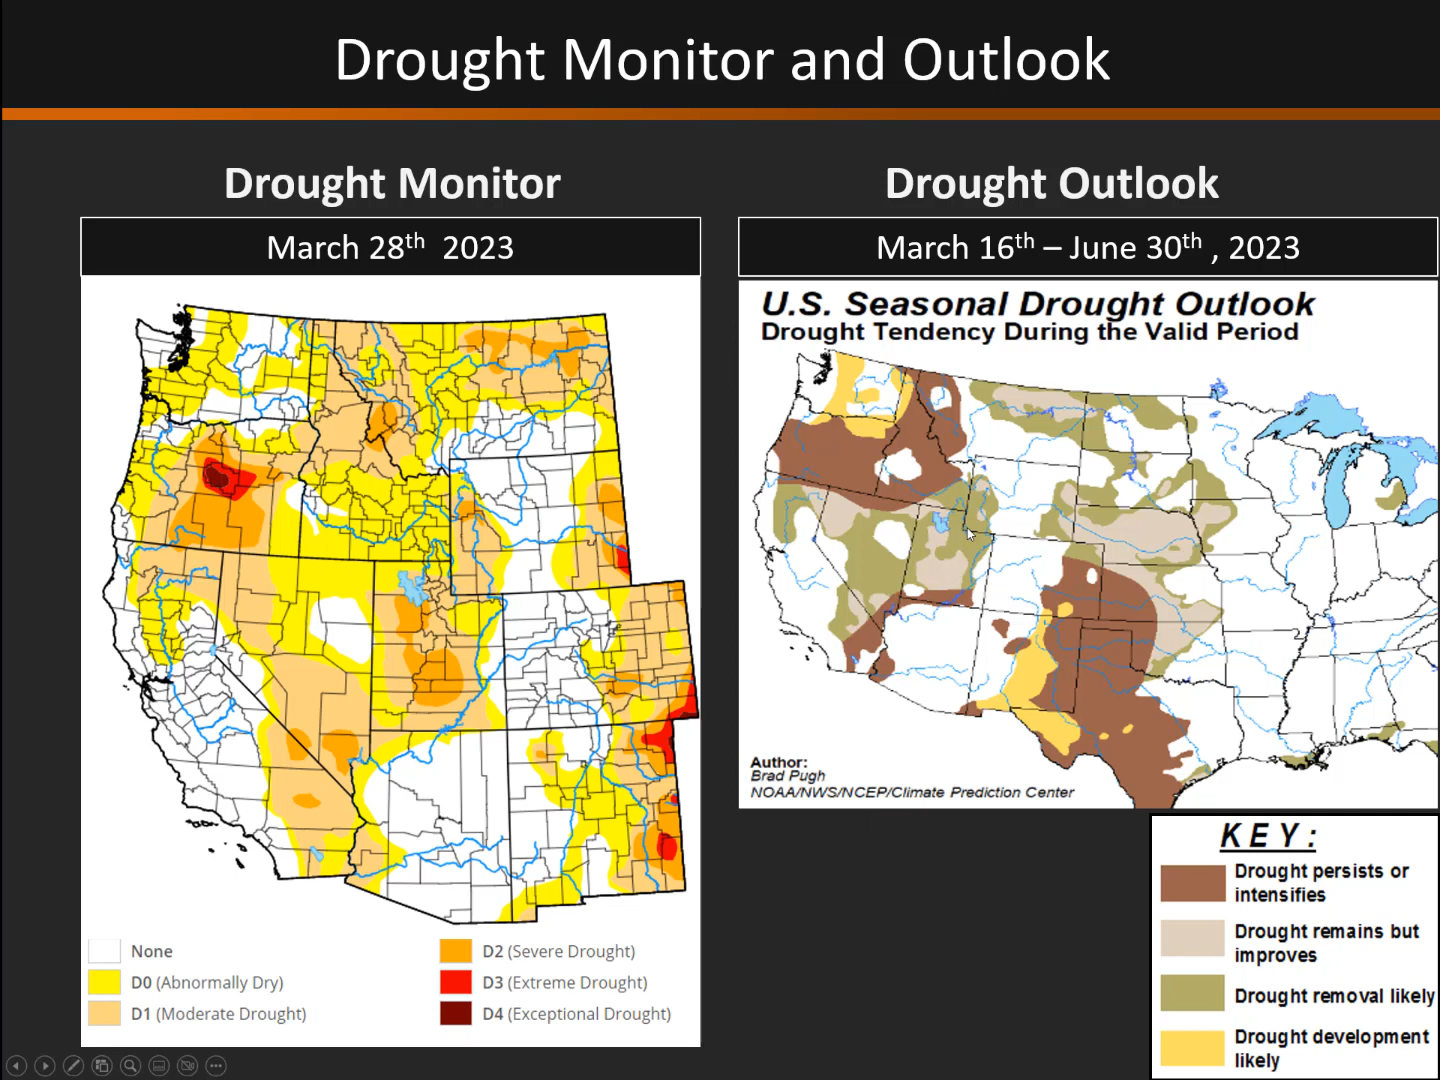 Drought Monitor and Outlook
Drought Monitor
March 28th 2023
None
D0 (Abnormally Dry)
D1 (Moderate Drought)
D2 (Severe Drought)
D3 (Extreme Drought)
D4 (Exceptional Drought)
Drought Outlook
March 16th – June 30th , 2023
U.S. Seasonal Drought Outlook
Drought Tendency During the Valid Period
Author:
Brad Pugh
NOAA/NWS/NCEP/Climate Prediction Center
KEY:
Drought persists or
intensifies
Drought remains but
improves
Drought removal likely
Drought development
likely